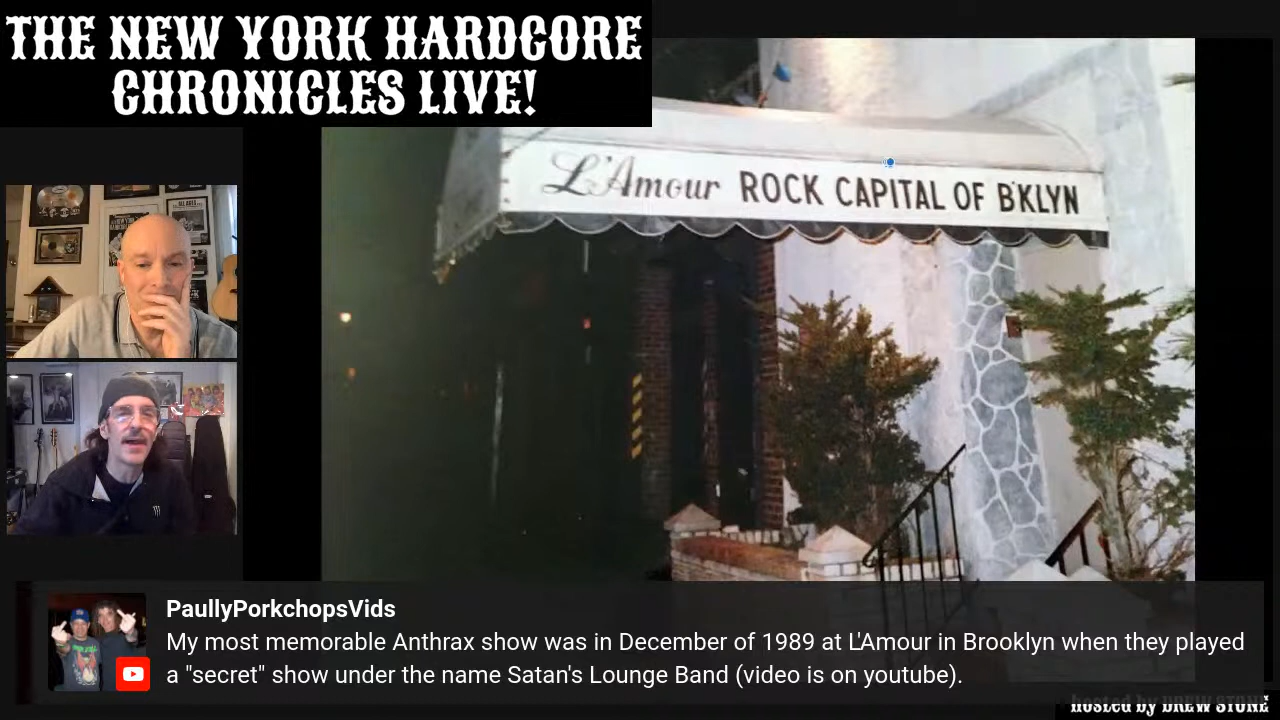 THE NEW YORK HARDCORE
CHRONICLES LIVE!
L'Amour ROCK CAPITAL OF B'KLYN
ALL AGES
PaullyPorkchopsVids
My most memorable Anthrax show was in December of 1989 at L'Amour in Brooklyn when they played
a "secret" show under the name Satan's Lounge Band (video is on youtube).
hosted by DREW STONE